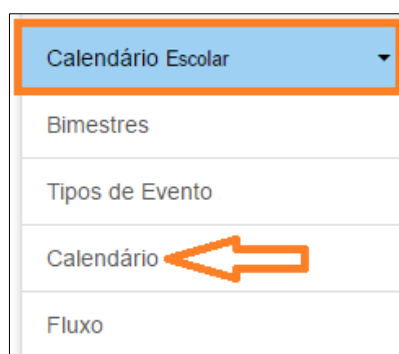 Calendário Escolar
Bimestres
Tipos de Evento
Calendário
Fluxo